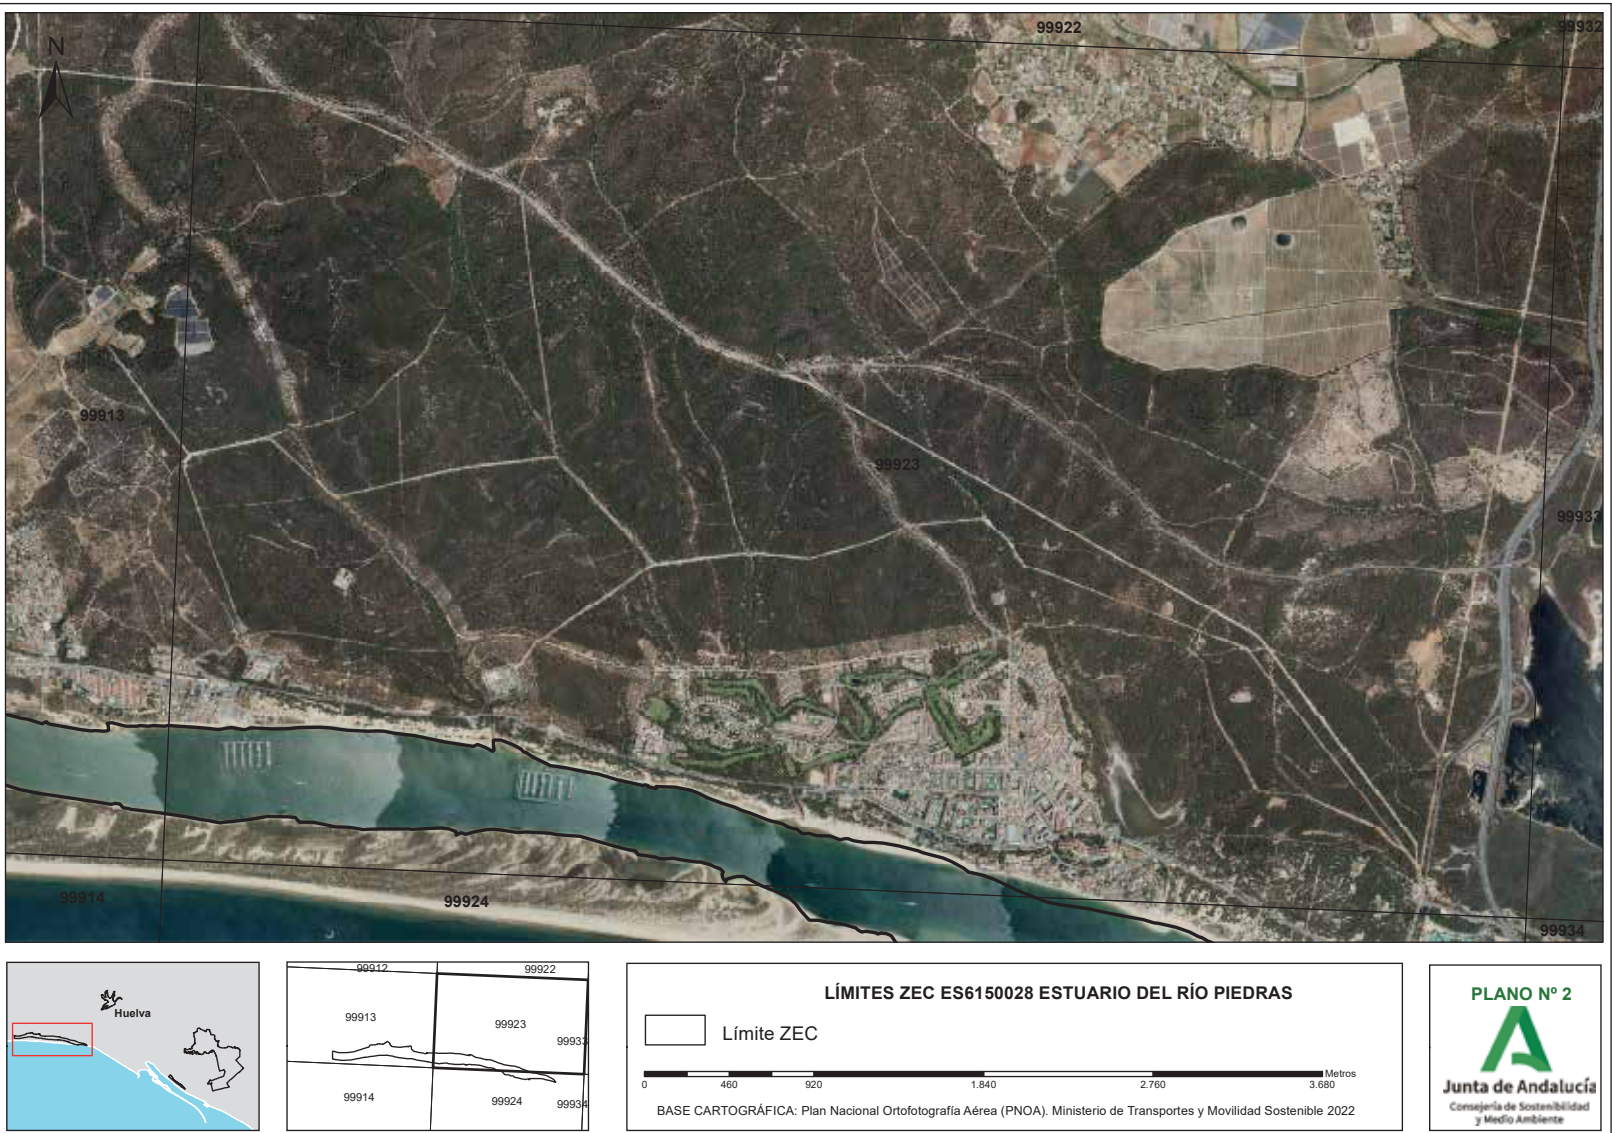 99922
99932
N
99913
99923
99933
99914
99924
99934
Huelva
99912
99922
99913
99923
99933
99914
99924
99934
LÍMITES ZEC ES6150028 ESTUARIO DEL RÍO PIEDRAS
Límite ZEC
Metros
0 460 920 1.840 2.760 3.680
BASE CARTOGRÁFICA: Plan Nacional Ortofotografía Aérea (PNOA). Ministerio de Transportes y Movilidad Sostenible 2022
PLANO Nº 2
Junta de Andalucía
Consejería de Sostenibilidad
y Medio Ambiente